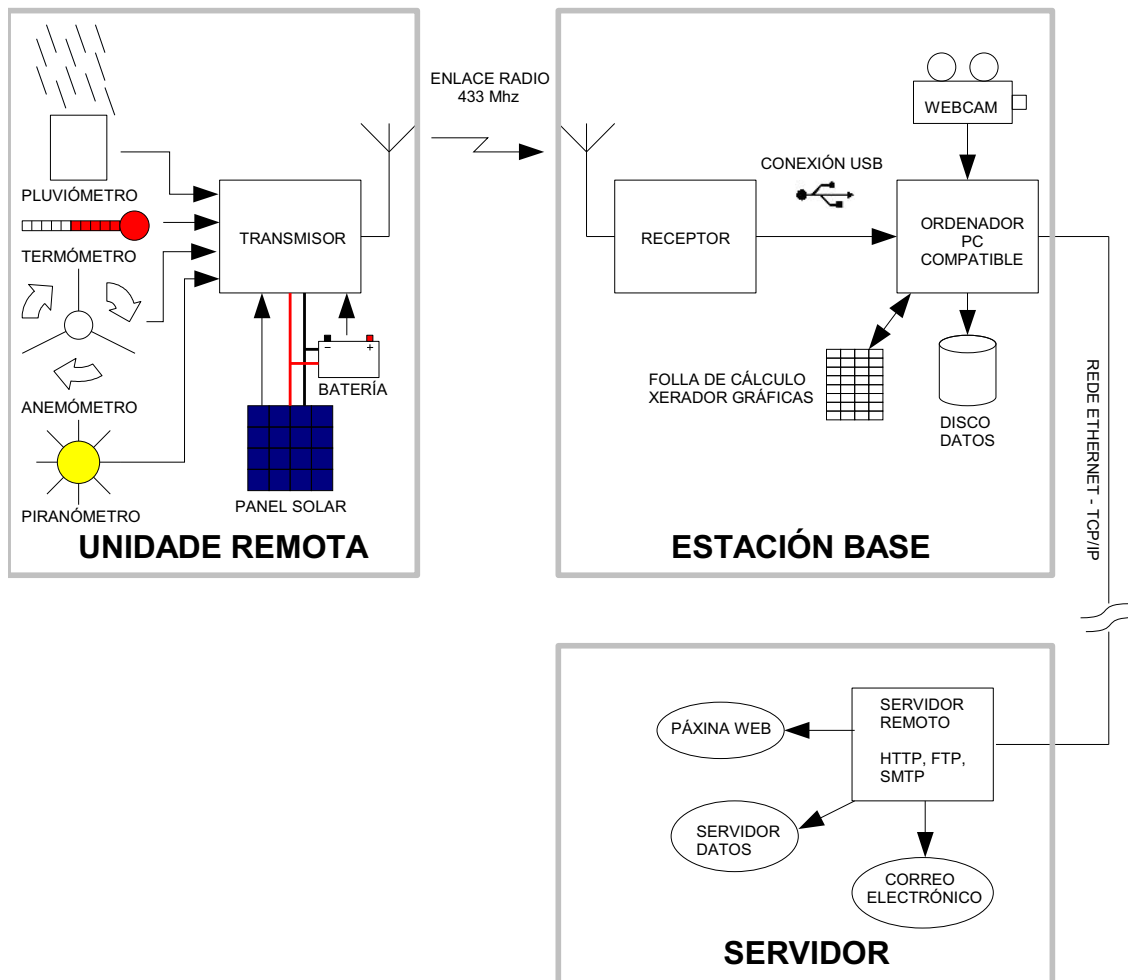 ENLACE RADIO
433 Mhz
PLUVIÓMETRO
TERMÓMETRO
ANEMÓMETRO
PIRANÓMETRO
TRANSMISOR
- +
BATERÍA
PANEL SOLAR
UNIDADE REMOTA
WEBCAM
CONEXIÓN USB
RECEPTOR
ORDENADOR
PC
COMPATIBLE
FOLLA DE CÁLCULO
XERADOR GRÁFICAS
DISCO
DATOS
ESTACIÓN BASE
REDE ETHERNET - TCP/IP
PÁXINA WEB
SERVIDOR
REMOTO
HTTP, FTP,
SMTP
SERVIDOR
DATOS
CORREO
ELECTRÓNICO
SERVIDOR